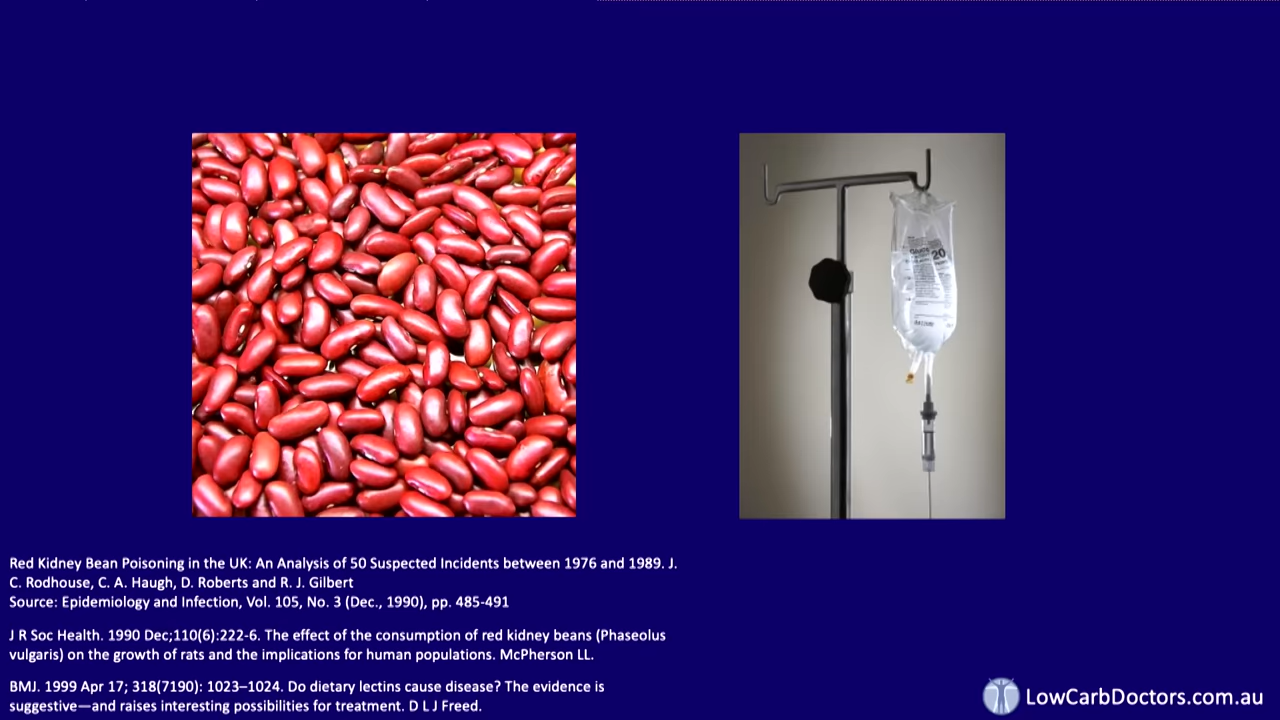 20
Red Kidney Bean Poisoning in the UK: An Analysis of 50 Suspected Incidents between 1976 and 1989. J.
C. Rodhouse, C. A. Haugh, D. Roberts and R. J. Gilbert
Source: Epidemiology and Infection, Vol. 105, No. 3 (Dec., 1990), pp. 485-491
J R Soc Health. 1990 Dec;110(6):222-6. The effect of the consumption of red kidney beans (Phaseolus
vulgaris) on the growth of rats and the implications for human populations. McPherson LL.
BMJ. 1999 Apr 17; 318(7190): 1023–1024. Do dietary lectins cause disease? The evidence is
suggestive—and raises interesting possibilities for treatment. D L J Freed.
LowCarbDoctors.com.au